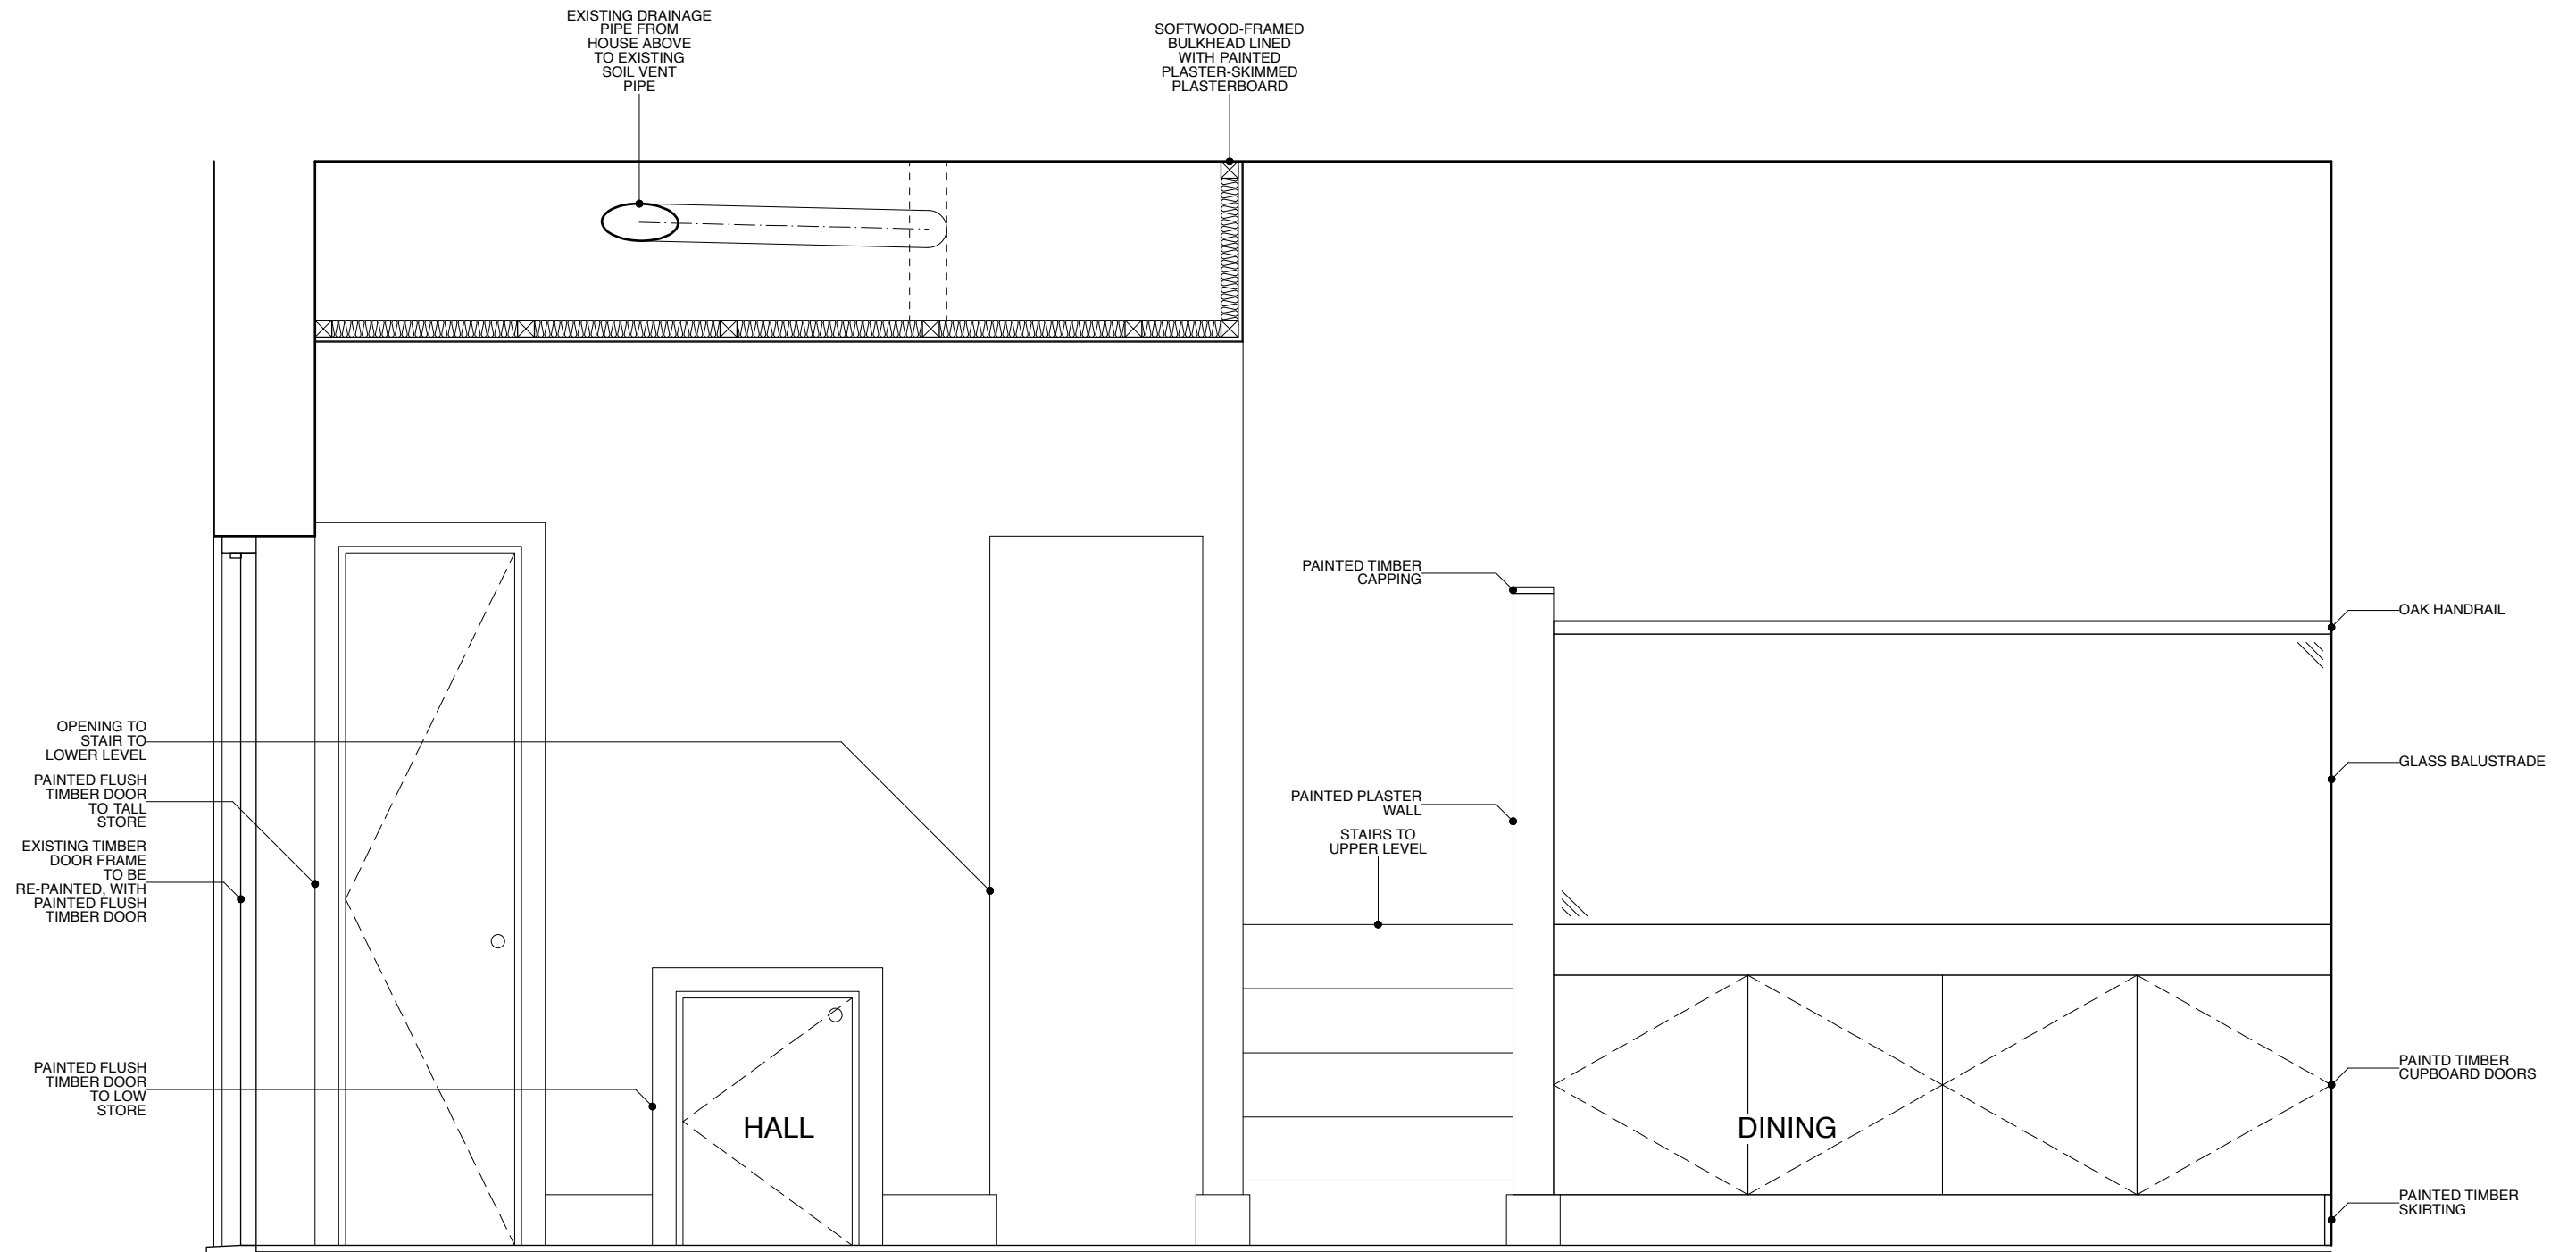 EXISTING DRAINAGE
PIPE FROM
HOUSE ABOVE
TO EXISTING
SOIL VENT
PIPE
SOFTWOOD-FRAMED
BULKHEAD LINED
WITH PAINTED
PLASTER-SKIMMED
PLASTERBOARD
PAINTED TIMBER
CAPPING
OAK HANDRAIL
OPENING TO
STAIR TO
LOWER LEVEL
PAINTED FLUSH
TIMBER DOOR
TO TALL
STORE
EXISTING TIMBER
DOOR FRAME
TO BE
RE-PAINTED, WITH
PAINTED FLUSH
TIMBER DOOR
GLASS BALUSTRADE
PAINTED PLASTER
WALL
STAIRS TO
UPPER LEVEL
PAINTED FLUSH
TIMBER DOOR
TO LOW
STORE
HALL
DINING
PAINTD TIMBER
CUPBOARD DOORS
PAINTED TIMBER
SKIRTING